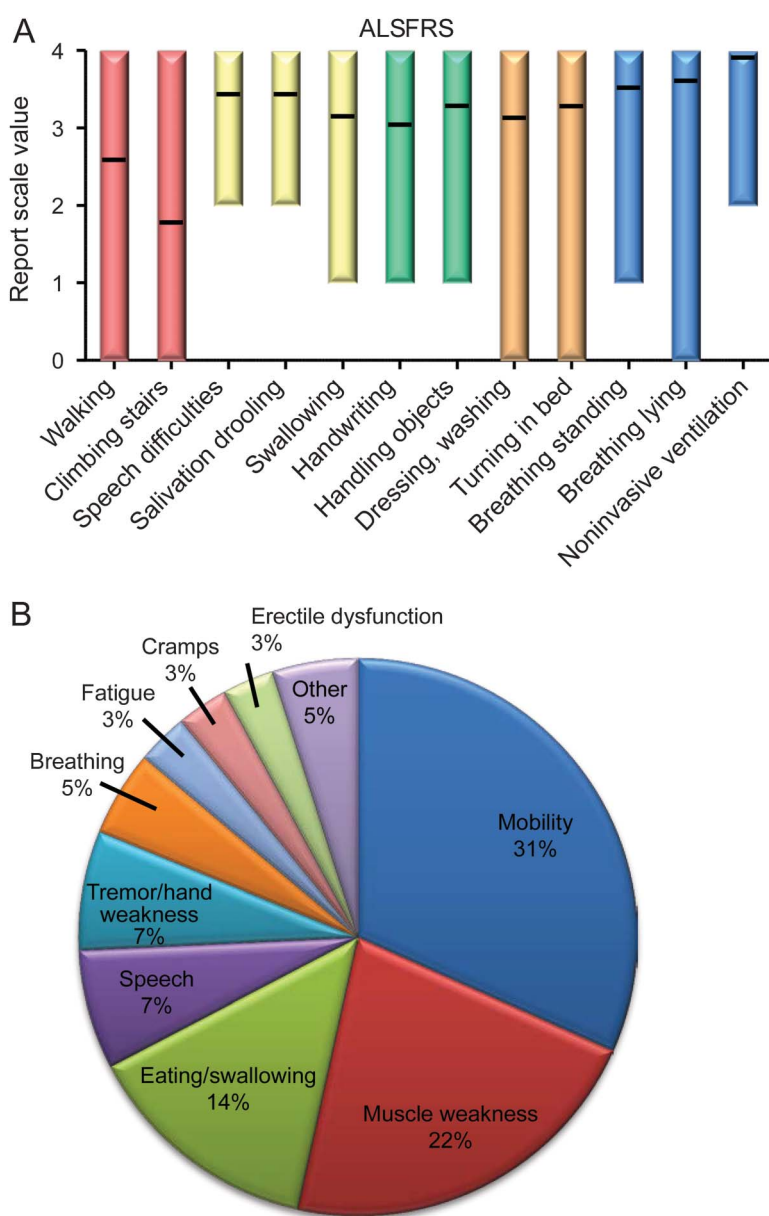 A
ALSFRS
Report scale value
4
3
2
1
0
Walking
Climbing stairs
Speech difficulties
Salivation drooling
Swallowing
Handwriting
Handling objects
Dressing, washing
Turning in bed
Breathing standing
Breathing lying
Noninvasive ventilation
B
Erectile dysfunction
3%
Cramps
3%
Fatigue
3%
Breathing
5%
Other
5%
Mobility
31%
Tremor/hand
weakness
7%
Speech
7%
Eating/swallowing
14%
Muscle weakness
22%